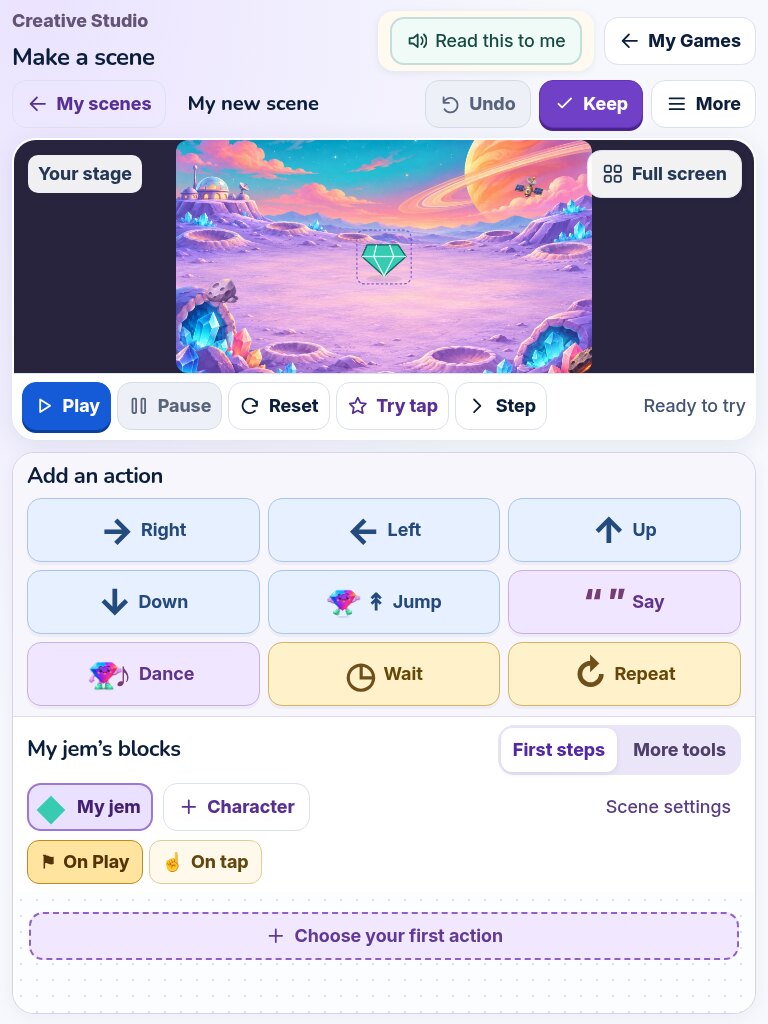 Creative Studio
Make a scene
Read this to me
My Games
My scenes
My new scene
Undo
Keep
More
Your stage
Full screen
Play
Pause
Reset
Try tap
Step
Ready to try
Add an action
Right
Left
Up
Down
Jump
Say
Dance
Wait
Repeat
My jem’s blocks
First steps
More tools
My jem
Character
Scene settings
On Play
On tap
Choose your first action